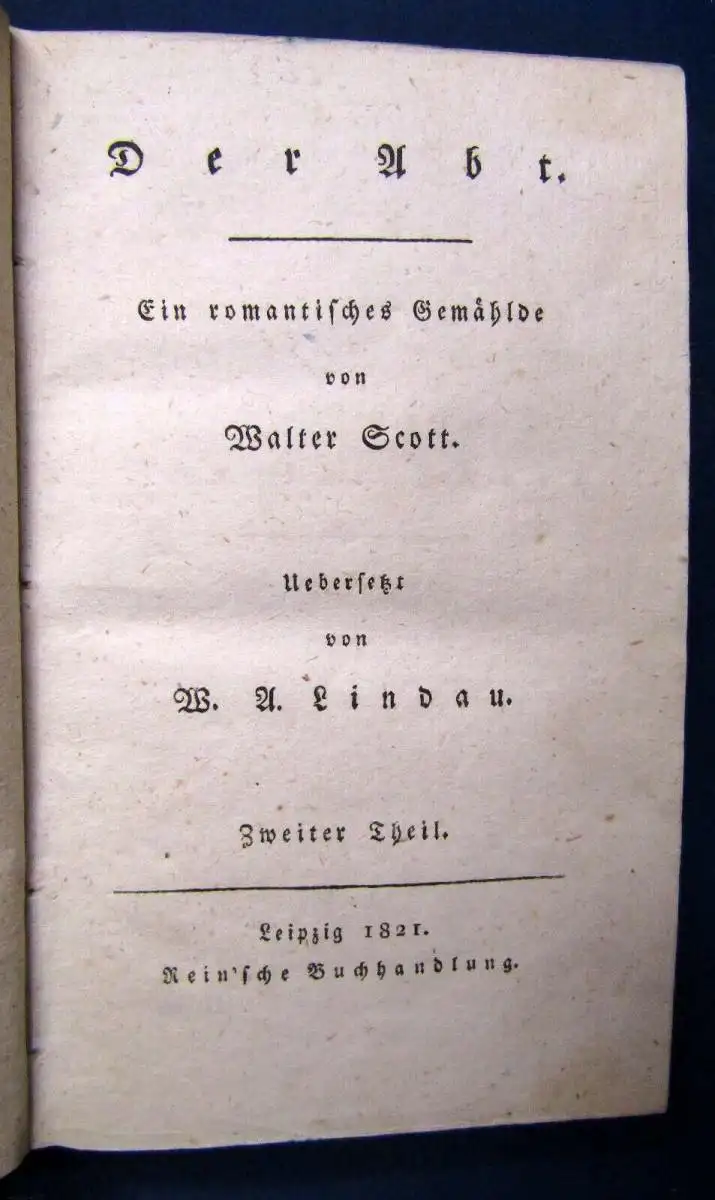 Der Abt.
Ein romantisches Gemählde
von
Walter Scott.
Uebersetzt
von
W. A. Lindau.
Zweiter Theil.
Leipzig 1821.
Rein'sche Buchhandlung.